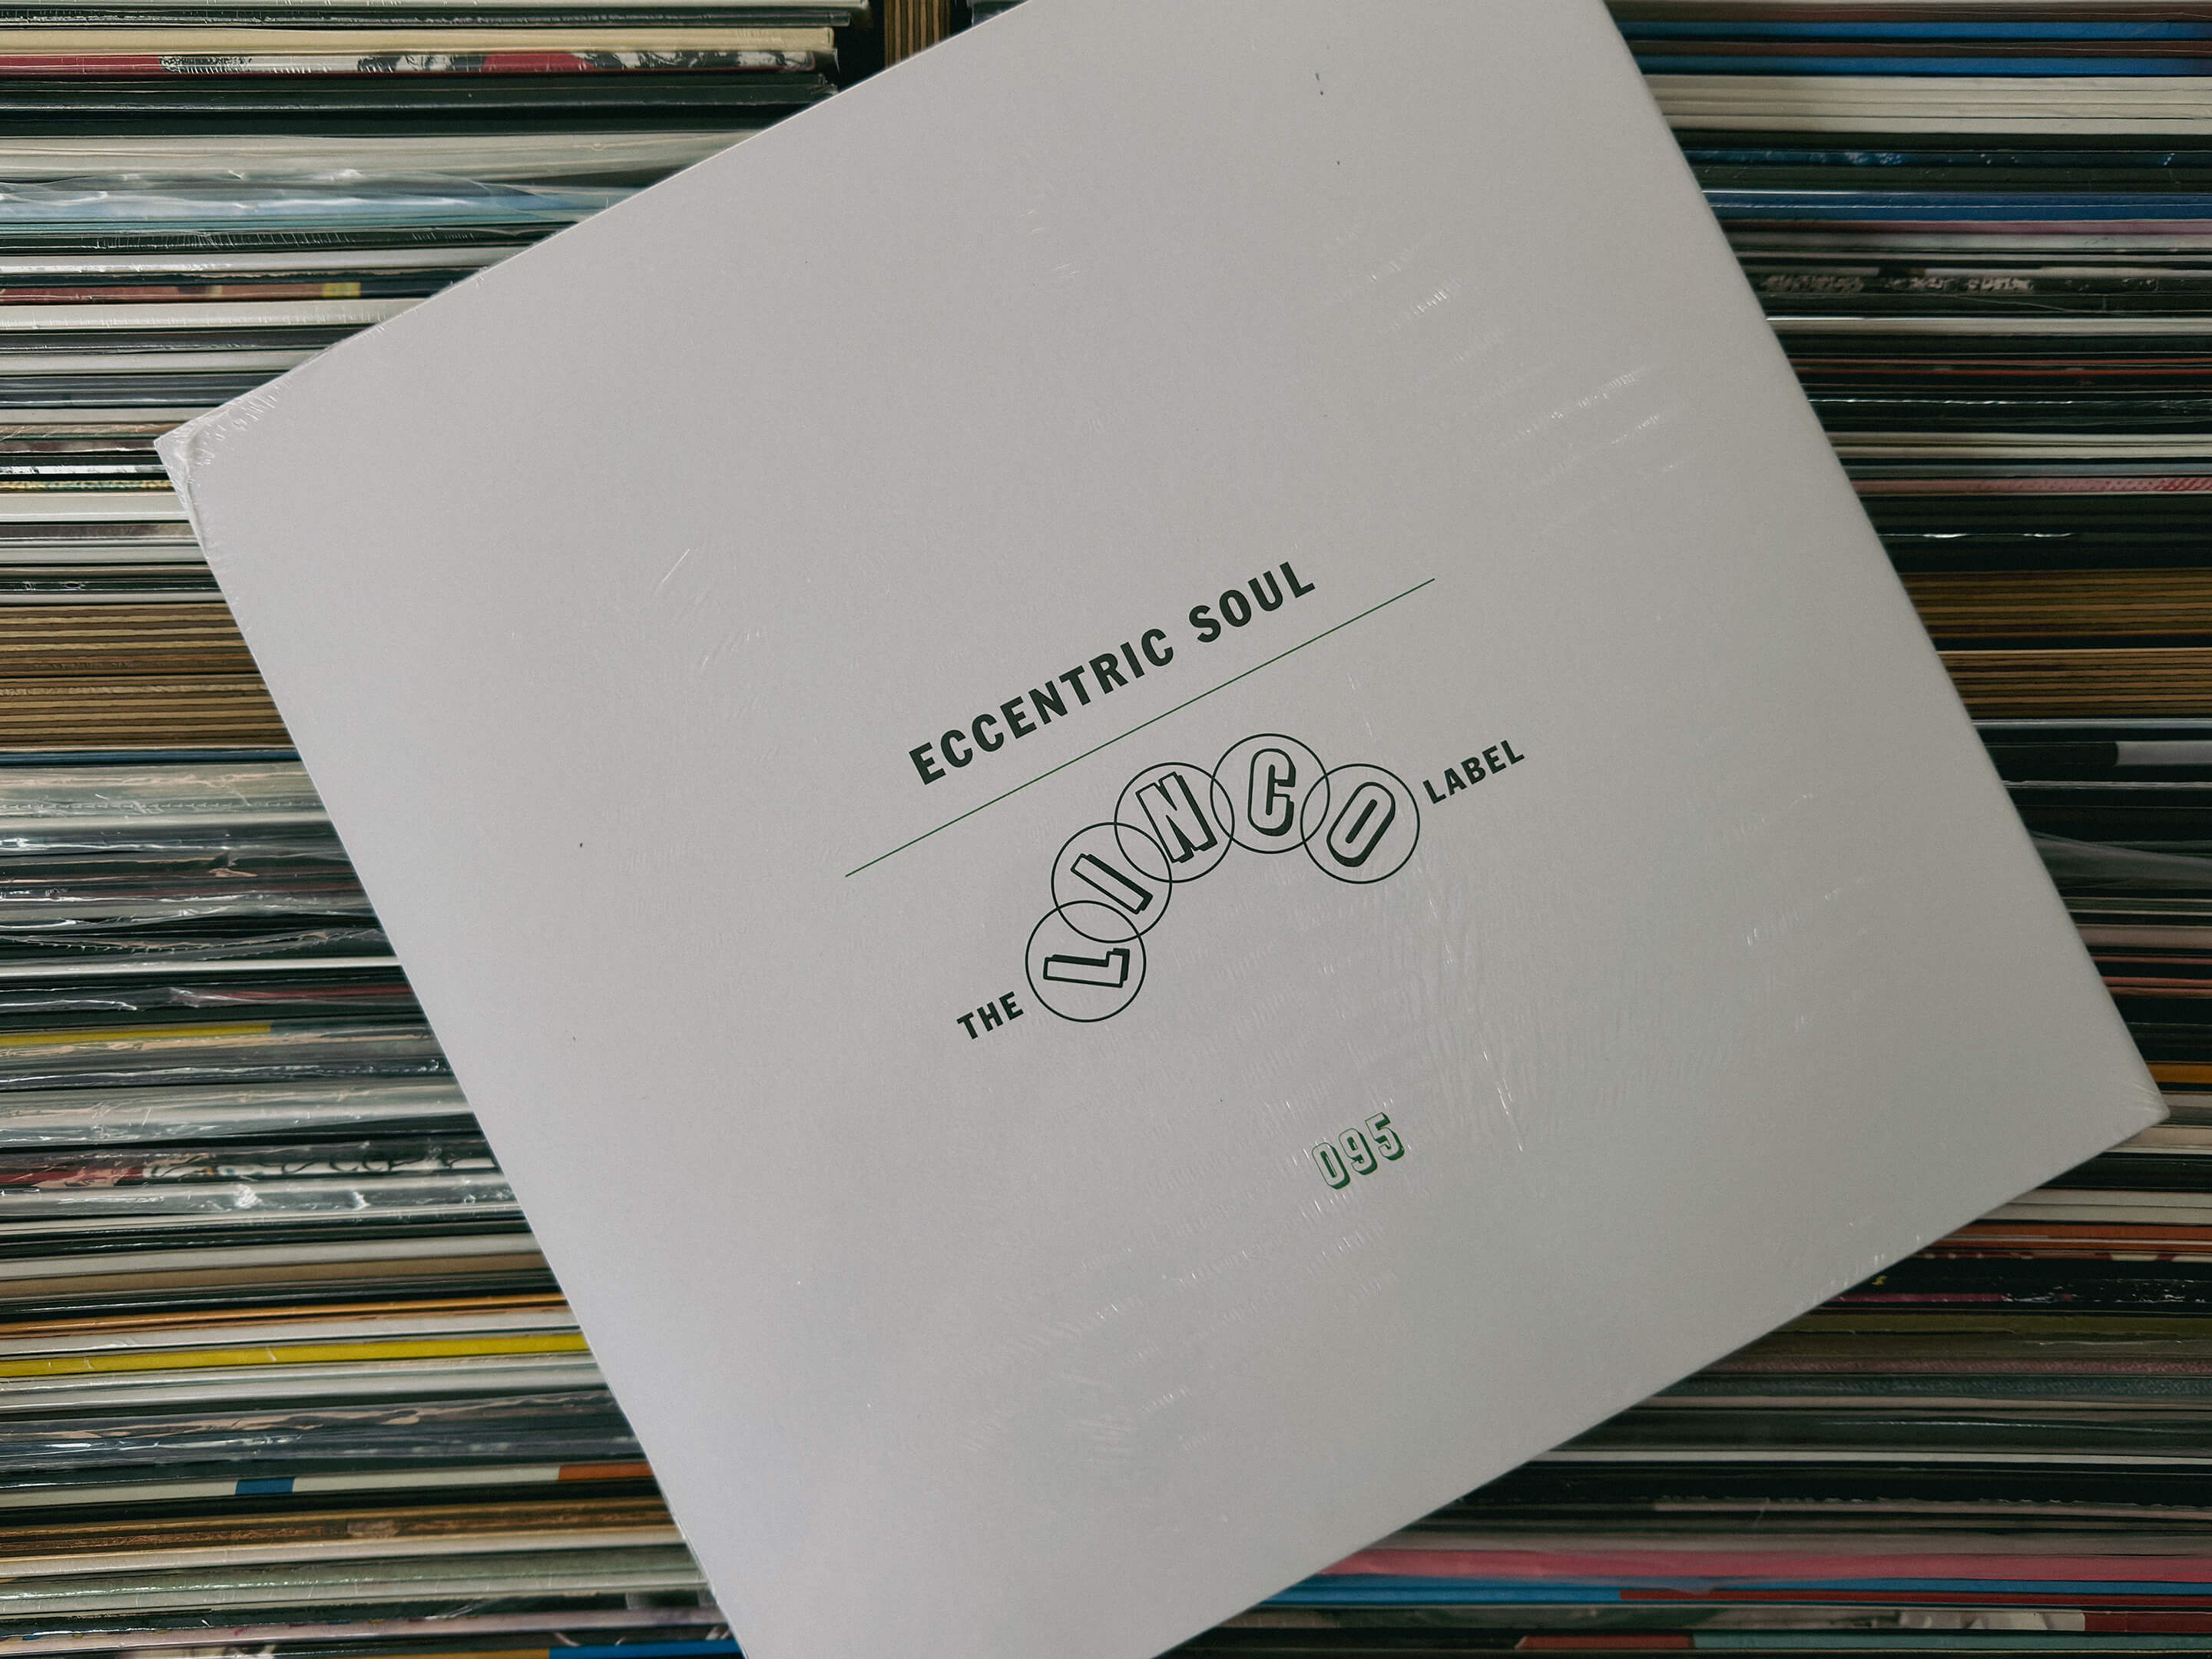 ECCENTRIC SOUL
THE LINCO LABEL
095